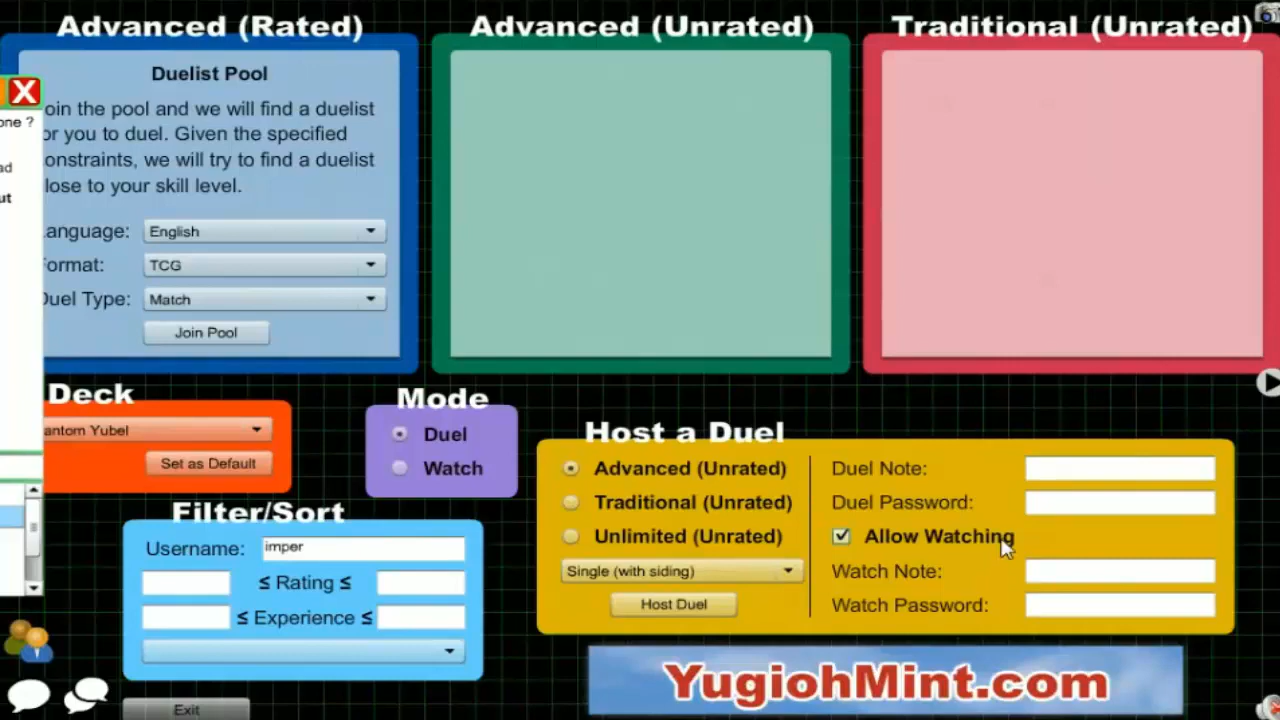 Advanced (Rated)
Advanced (Unrated)
Traditional (Unrated)
Duelist Pool
oin the pool and we will find a duelist
or you to duel. Given the specified
onstraints, we will try to find a duelist
lose to your skill level.
anguage:
English
ormat:
TCG
Duel Type:
Match
Join Pool
X
one ?
ad
ut
Deck
antom Yubel
Set as Default
Mode
Duel
Watch
Filter/Sort
Username:
imper
≤ Rating ≤
≤ Experience ≤
Exit
Host a Duel
Advanced (Unrated)
Traditional (Unrated)
Unlimited (Unrated)
Single (with siding)
Host Duel
Duel Note:
Duel Password:
Allow Watching
Watch Note:
Watch Password:
YugiohMint.com